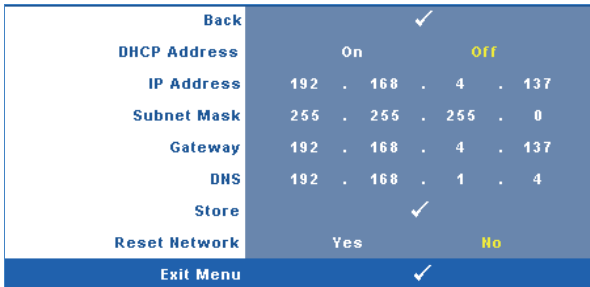 Back ✓
DHCP Address On Off
IP Address 192 . 168 . 4 . 137
Subnet Mask 255 . 255 . 255 . 0
Gateway 192 . 168 . 4 . 137
DNS 192 . 168 . 1 . 4
Store ✓
Reset Network Yes No
Exit Menu ✓